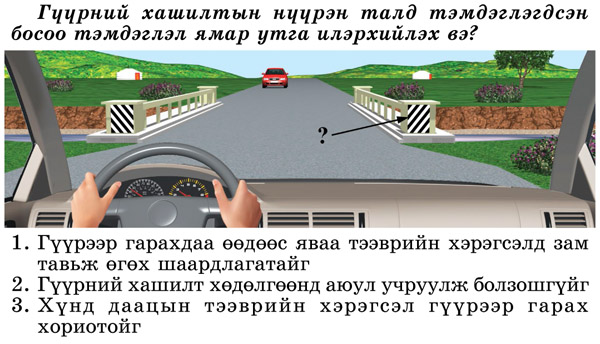 Гүүрний хашилтын нүүрэн талд тэмдэглэгдсэн
босоо тэмдэглэл ямар утга илэрхийлэх вэ?
?
1. Гүүрээр гарахдаа өөдөөс яваа тээврийн хэрэгсэлд зам
тавьж өгөх шаардлагатайг
2. Гүүрний хашилт хөдөлгөөнд аюул учруулж болзошгүйг
3. Хүнд даацын тээврийн хэрэгсэл гүүрээр гарах
хориотойг